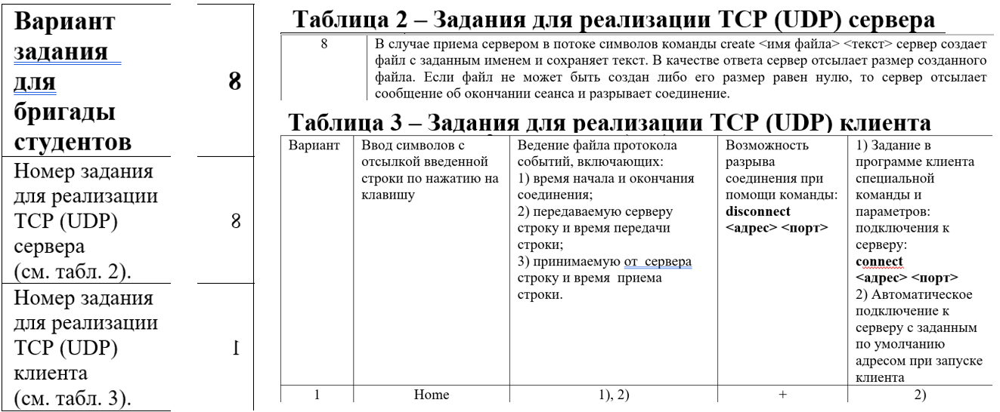 Вариант
задания
для
бригады
студентов
8
Номер задания
для реализации
TCP (UDP)
сервера
(см. табл. 2).
8
Номер задания
для реализации
TCP (UDP)
клиента
(см. табл. 3).
1
Таблица 2 – Задания для реализации TCP (UDP) сервера
8
В случае приема сервером в потоке символов команды create <имя файла> <текст> сервер создает
файл с заданным именем и сохраняет текст. В качестве ответа сервер отсылает размер созданного
файла. Если файл не может быть создан либо его размер равен нулю, то сервер отсылает
сообщение об окончании сеанса и разрывает соединение.
Таблица 3 – Задания для реализации TCP (UDP) клиента
Вариант
Ввод символов с
отсылкой введенной
строки по нажатию на
клавишу
Ведение файла протокола
событий, включающих:
1) время начала и окончания
соединения;
2) передаваемую серверу
строку и время передачи
строки;
3) принимаемую от сервера
строку и время приема
строки.
Возможность
разрыва
соединения при
помощи команды:
disconnect
<адрес> <порт>
1) Задание в
программе клиента
специальной
команды и
параметров:
подключения к
серверу:
connect
<адрес> <порт>
2) Автоматическое
подключение к
серверу с заданным
по умолчанию
адресом при запуске
клиента
1
Home
1), 2)
+
2)